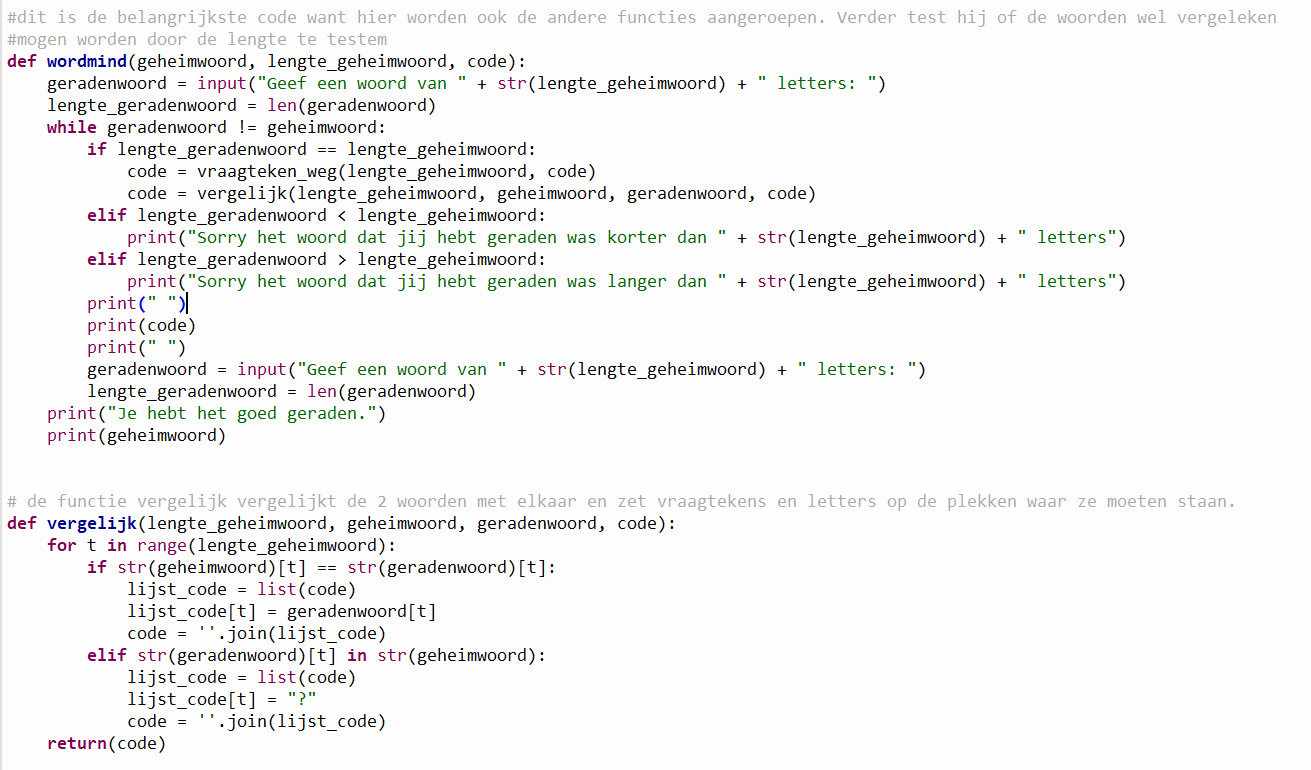 #dit is de belangrijkste code want hier worden ook de andere functies aangeroepen. Verder test hij of de woorden wel vergeleken
#mogen worden door de lengte te testem
def wordmind(geheimwoord, lengte_geheimwoord, code):
    geradenwoord = input("Geef een woord van " + str(lengte_geheimwoord) + " letters: ")
    lengte_geradenwoord = len(geradenwoord)
    while geradenwoord != geheimwoord:
        if lengte_geradenwoord == lengte_geheimwoord:
            code = vraagteken_weg(lengte_geheimwoord, code)
            code = vergelijk(lengte_geheimwoord, geheimwoord, geradenwoord, code)
        elif lengte_geradenwoord < lengte_geheimwoord:
            print("Sorry het woord dat jij hebt geraden was korter dan " + str(lengte_geheimwoord) + " letters")
        elif lengte_geradenwoord > lengte_geheimwoord:
            print("Sorry het woord dat jij hebt geraden was langer dan " + str(lengte_geheimwoord) + " letters")
        print(" ")
        print(code)
        print(" ")
        geradenwoord = input("Geef een woord van " + str(lengte_geheimwoord) + " letters: ")
        lengte_geradenwoord = len(geradenwoord)
    print("Je hebt het goed geraden.")
    print(geheimwoord)
# de functie vergelijk vergelijkt de 2 woorden met elkaar en zet vraagtekens en letters op de plekken waar ze moeten staan.
def vergelijk(lengte_geheimwoord, geheimwoord, geradenwoord, code):
    for t in range(lengte_geheimwoord):
        if str(geheimwoord)[t] == str(geradenwoord)[t]:
            lijst_code = list(code)
            lijst_code[t] = geradenwoord[t]
            code = ''.join(lijst_code)
        elif str(geradenwoord)[t] in str(geheimwoord):
            lijst_code = list(code)
            lijst_code[t] = "?"
            code = ''.join(lijst_code)
    return(code)